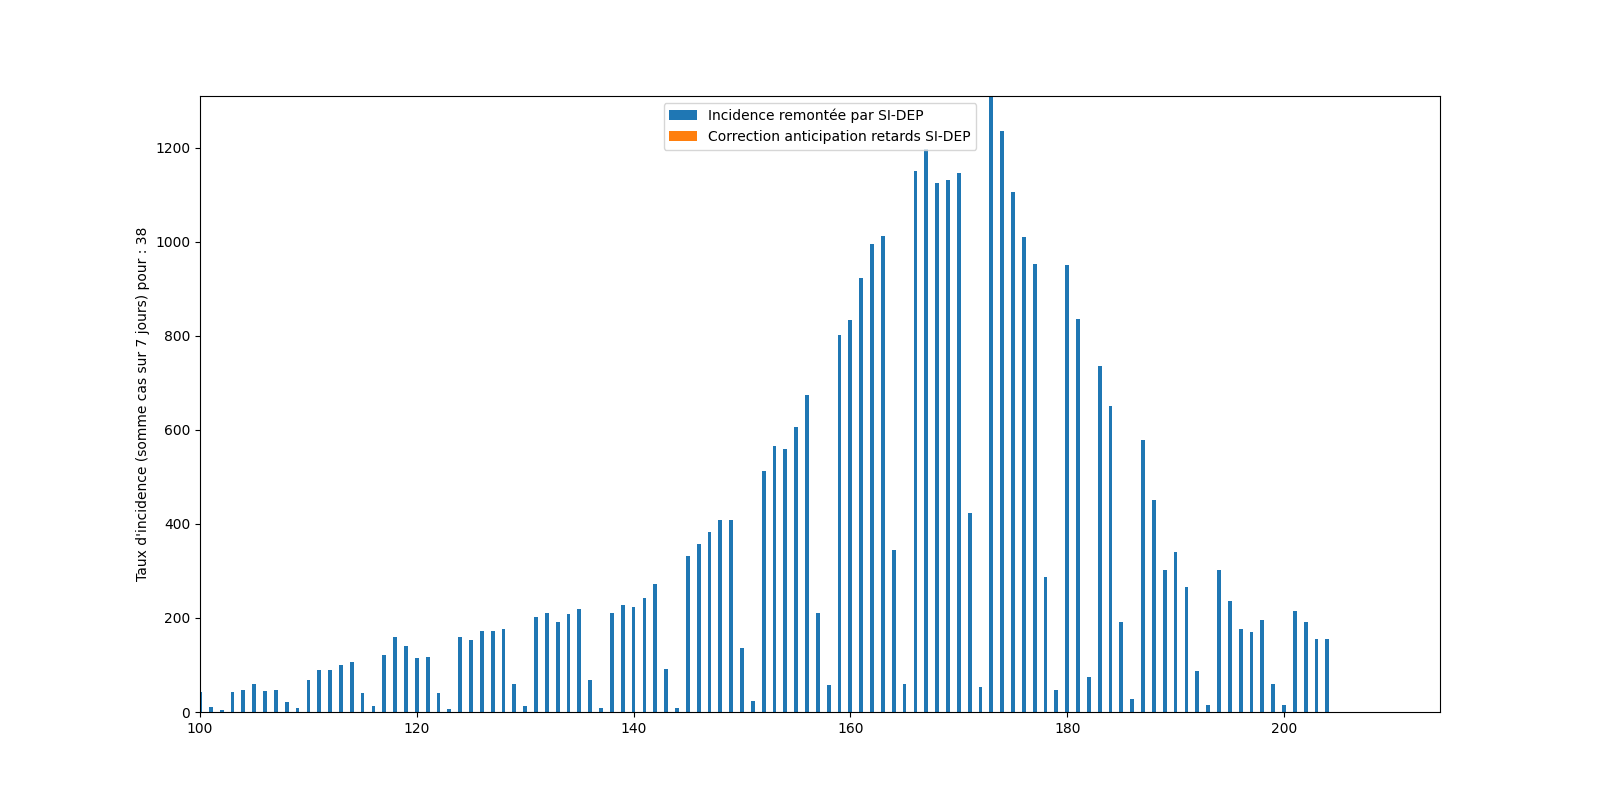 Incidence remontée par SI-DEP
Correction anticipation retards SI-DEP
Taux d'incidence (somme cas sur 7 jours) pour : 38
1200
1000
800
600
400
200
0
100 120 140 160 180 200